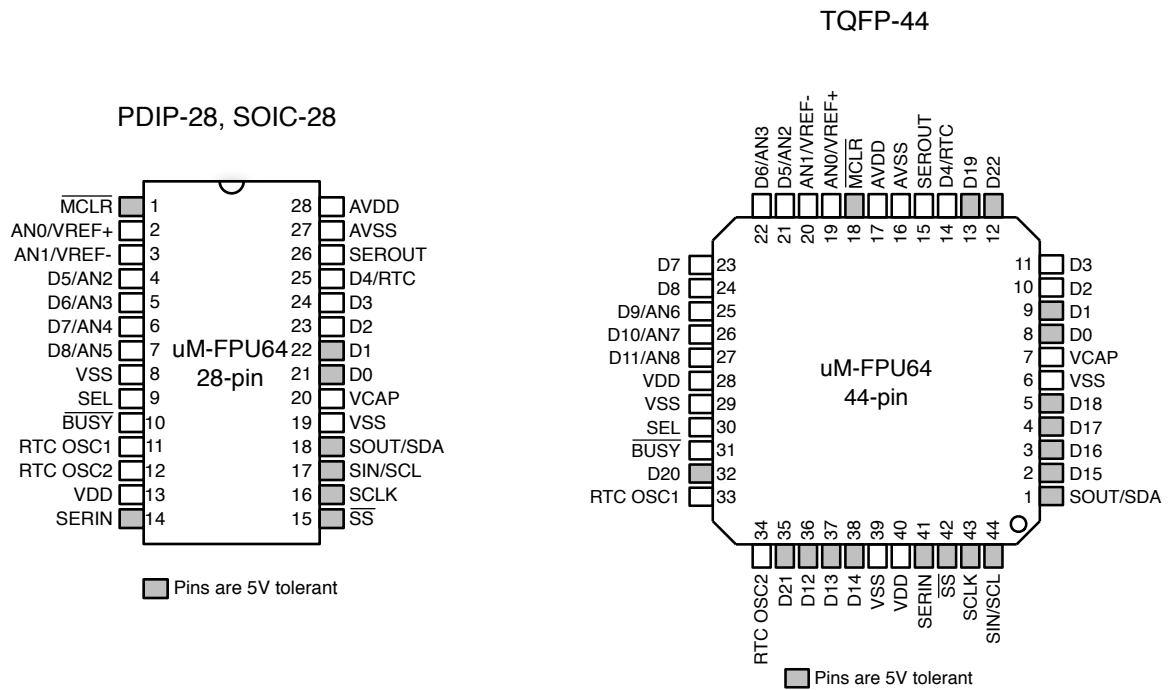 TQFP-44
PDIP-28, SOIC-28
MCLR 1
AN0/VREF+ 2
AN1/VREF- 3
D5/AN2 4
D6/AN3 5
D7/AN4 6
D8/AN5 7
VSS 8
SEL 9
BUSY 10
RTC OSC1 11
RTC OSC2 12
VDD 13
SERIN 14
uM-FPU64
28-pin
28 AVDD
27 AVSS
26 SEROUT
25 D4/RTC
24 D3
23 D2
22 D1
21 D0
20 VCAP
19 VSS
18 SOUT/SDA
17 SIN/SCL
16 SCLK
15 SS
Pins are 5V tolerant
D6/AN3 22
D5/AN2 21
AN1/VREF- 20
AN0/VREF+ 19
MCLR 18
AVDD 17
AVSS 16
SEROUT 15
D4/RTC 14
D19 13
D22 12
D7 23
D8 24
D9/AN6 25
D10/AN7 26
D11/AN8 27
VDD 28
VSS 29
SEL 30
BUSY 31
D20 32
RTC OSC1 33
uM-FPU64
44-pin
11 D3
10 D2
9 D1
8 D0
7 VCAP
6 VSS
5 D18
4 D17
3 D16
2 D15
1 SOUT/SDA
34 RTC OSC2
35 D21
36 D12
37 D13
38 D14
39 VSS
40 VDD
41 SERIN
42 SS
43 SCLK
44 SIN/SCL
Pins are 5V tolerant